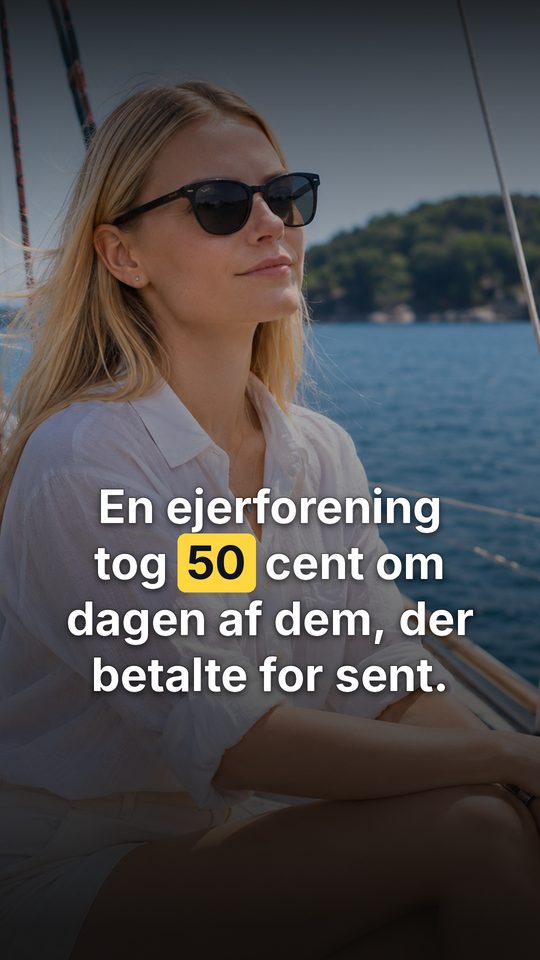 En ejerforening
tog 50 cent om
dagen af dem, der
betalte for sent.